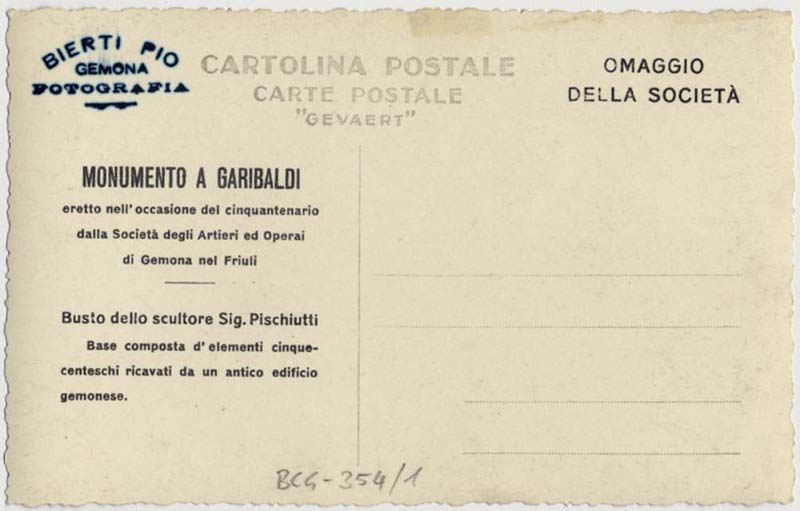 BIERTI PIO
GEMONA
FOTOGRAFIA
CARTOLINA POSTALE
CARTE POSTALE
"GEVAERT"
OMAGGIO
DELLA SOCIETÀ
MONUMENTO A GARIBALDI
eretto nell'occasione del cinquantenario
dalla Società degli Artieri ed Operai
di Gemona nel Friuli
Busto dello scultore Sig. Pischiutti
Base composta d'elementi cinque-
centeschi ricavati da un antico edificio
gemonese.
BCG-354/1